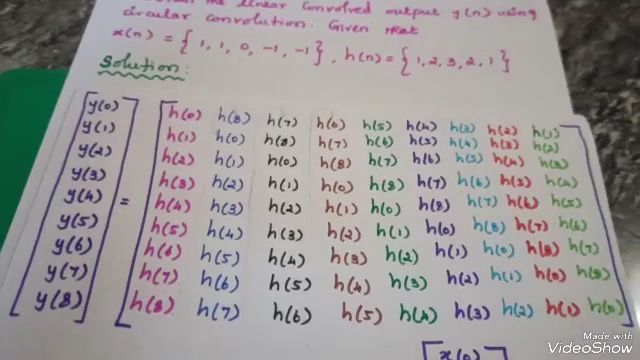 the linear convolved output y(n) using
circular convolution. Given that
x(n) = { 1, 1, 0, -1, -1 }, h(n) = { 1, 2, 3, 2, 1 }
Solution:
y(0) h(0) h(8) h(7) h(6) h(5) h(4) h(3) h(2) h(1)
y(1) h(1) h(0) h(8) h(7) h(6) h(5) h(4) h(3) h(2)
y(2) h(2) h(1) h(0) h(8) h(7) h(6) h(5) h(4) h(3)
y(3) h(3) h(2) h(1) h(0) h(8) h(7) h(6) h(5) h(4)
y(4) = h(4) h(3) h(2) h(1) h(0) h(8) h(7) h(6) h(5)
y(5) h(5) h(4) h(3) h(2) h(1) h(0) h(8) h(7) h(6)
y(6) h(6) h(5) h(4) h(3) h(2) h(1) h(0) h(8) h(7)
y(7) h(7) h(6) h(5) h(4) h(3) h(2) h(1) h(0) h(8)
y(8) h(8) h(7) h(6) h(5) h(4) h(3) h(2) h(1) h(0)
x(0)
Made with
VideoShow